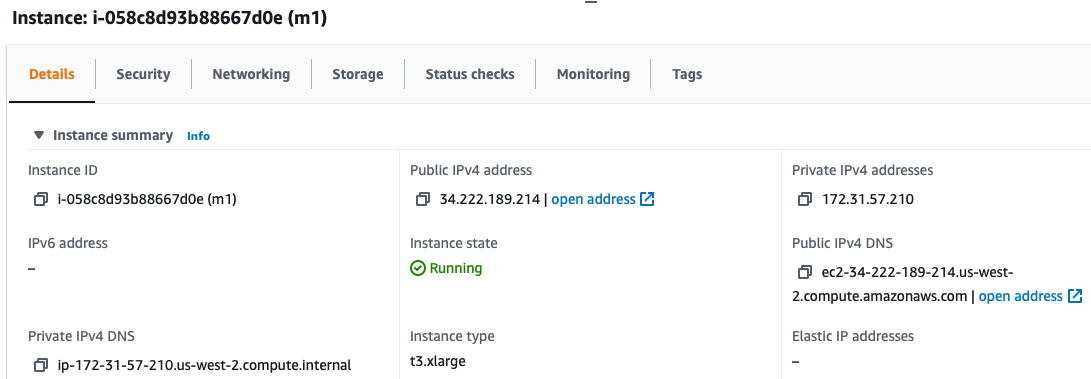 Instance: i-058c8d93b88667d0e (m1)
Details Security Networking Storage Status checks Monitoring Tags
Instance summary Info
Instance ID
i-058c8d93b88667d0e (m1)
Public IPv4 address
34.222.189.214 | open address
Private IPv4 addresses
172.31.57.210
IPv6 address
–
Instance state
Running
Public IPv4 DNS
ec2-34-222-189-214.us-west-
2.compute.amazonaws.com | open address
Private IPv4 DNS
ip-172-31-57-210.us-west-2.compute.internal
Instance type
t3.xlarge
Elastic IP addresses
–